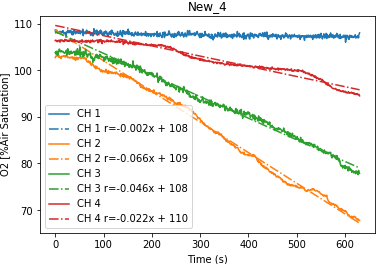 New_4
110
100
90
80
70
O2 [%Air Saturation]
CH 1
CH 1 r=-0.002x + 108
CH 2
CH 2 r=-0.066x + 109
CH 3
CH 3 r=-0.046x + 108
CH 4
CH 4 r=-0.022x + 110
0 100 200 300 400 500 600
Time (s)